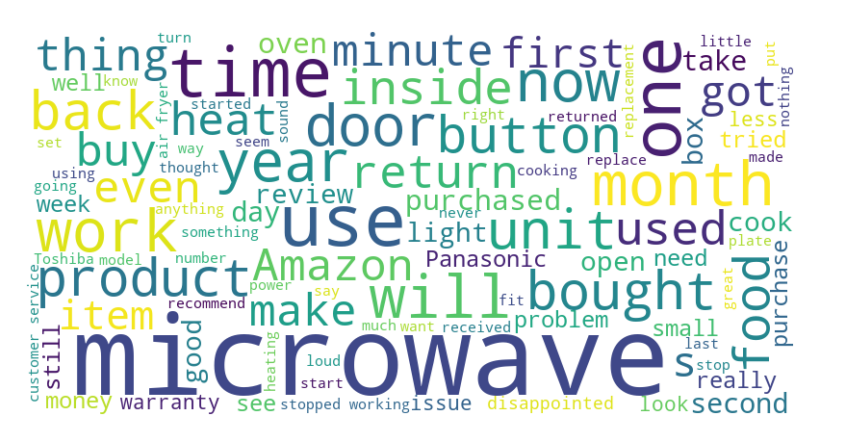 turn
thing
time
oven
minute
first
little
take
well
know
air fryer
started
sound
inside
now
one
put
nothing
replacement
got
back
heat
door
button
right
returned
box
less
tried
set
way
seem
buy
year
return
review
thought
cooking
replace
made
using
going
even
month
week
anything
something
day
use
purchased
never
light
unit
used
cook
plate
work
Toshiba
model
number
Amazon
Panasonic
open
need
product
power
say
will
fit
bought
food
great
purchase
customer service
item
recommend
make
much
want
received
problem
small
last
still
good
microwave
heating
loud
start
s
stop
really
money
warranty
see
stopped working
issue
disappointed
look
second